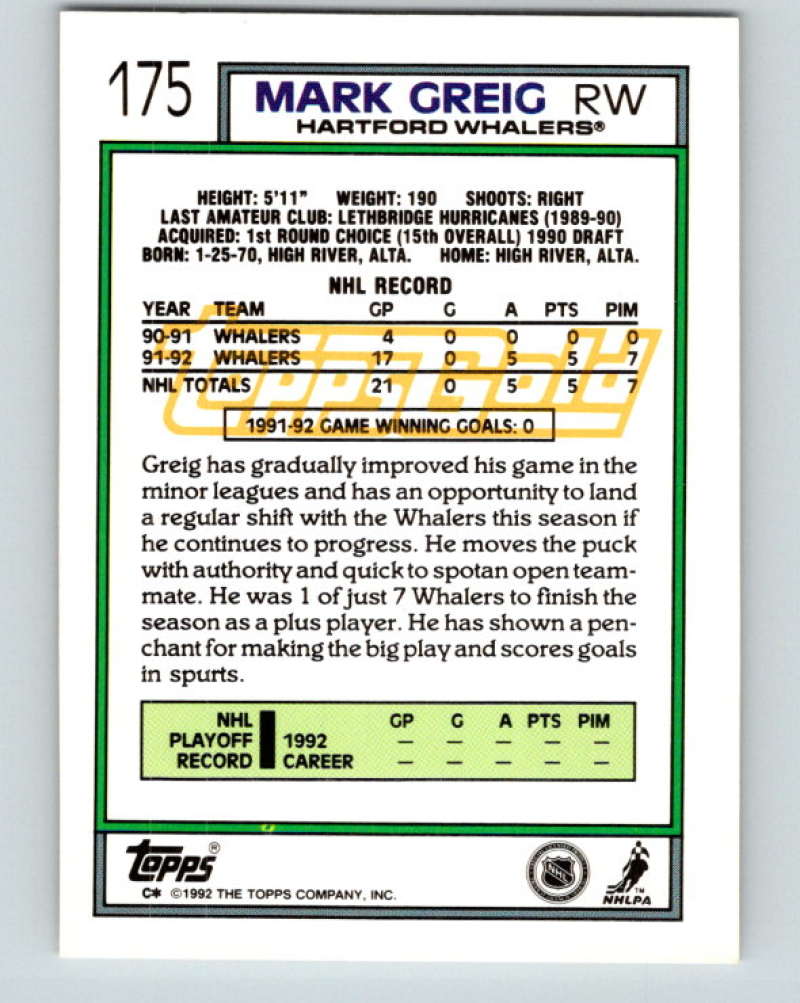 175
MARK GREIG RW
HARTFORD WHALERS®
HEIGHT: 5'11" WEIGHT: 190 SHOOTS: RIGHT
LAST AMATEUR CLUB: LETHBRIDGE HURRICANES (1989-90)
ACQUIRED: 1st ROUND CHOICE (15th OVERALL) 1990 DRAFT
BORN: 1-25-70, HIGH RIVER, ALTA. HOME: HIGH RIVER, ALTA.
NHL RECORD
YEAR TEAM GP G A PTS PIM
90-91 WHALERS 4 0 0 0 0
91-92 WHALERS 17 0 5 5 7
NHL TOTALS 21 0 5 5 7
ToppsGold
1991-92 GAME WINNING GOALS: 0
Greig has gradually improved his game in the
minor leagues and has an opportunity to land
a regular shift with the Whalers this season if
he continues to progress. He moves the puck
with authority and quick to spotan open team-
mate. He was 1 of just 7 Whalers to finish the
season as a plus player. He has shown a pen-
chant for making the big play and scores goals
in spurts.
NHL GP G A PTS PIM
PLAYOFF 1992 – – – – –
RECORD CAREER – – – – –
TOPPS®
C* ©1992 THE TOPPS COMPANY, INC.
NHL
TM
NHLPA